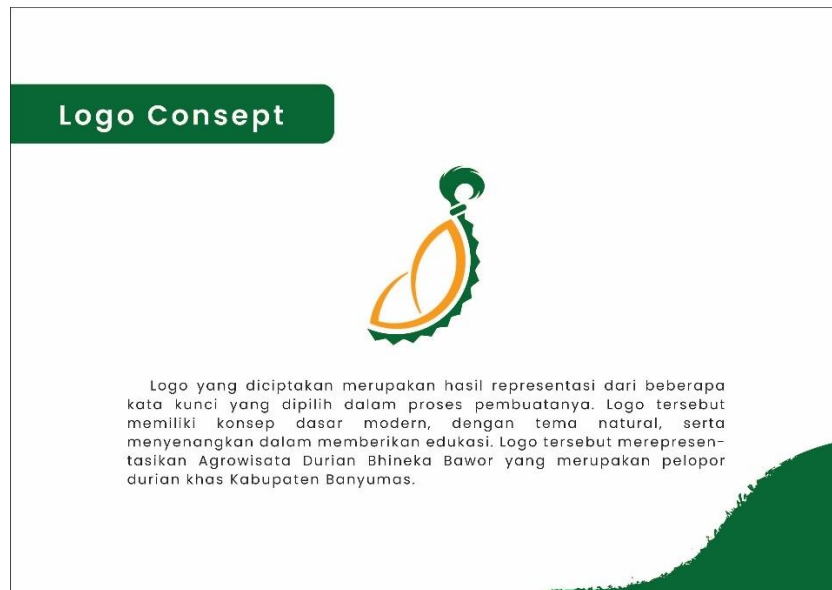 Logo Consept
Logo yang diciptakan merupakan hasil representasi dari beberapa
kata kunci yang dipilih dalam proses pembuatanya. Logo tersebut
memiliki konsep dasar modern, dengan tema natural, serta
menyenangkan dalam memberikan edukasi. Logo tersebut merepresen-
tasikan Agrowisata Durian Bhineka Bawor yang merupakan pelopor
durian khas Kabupaten Banyumas.